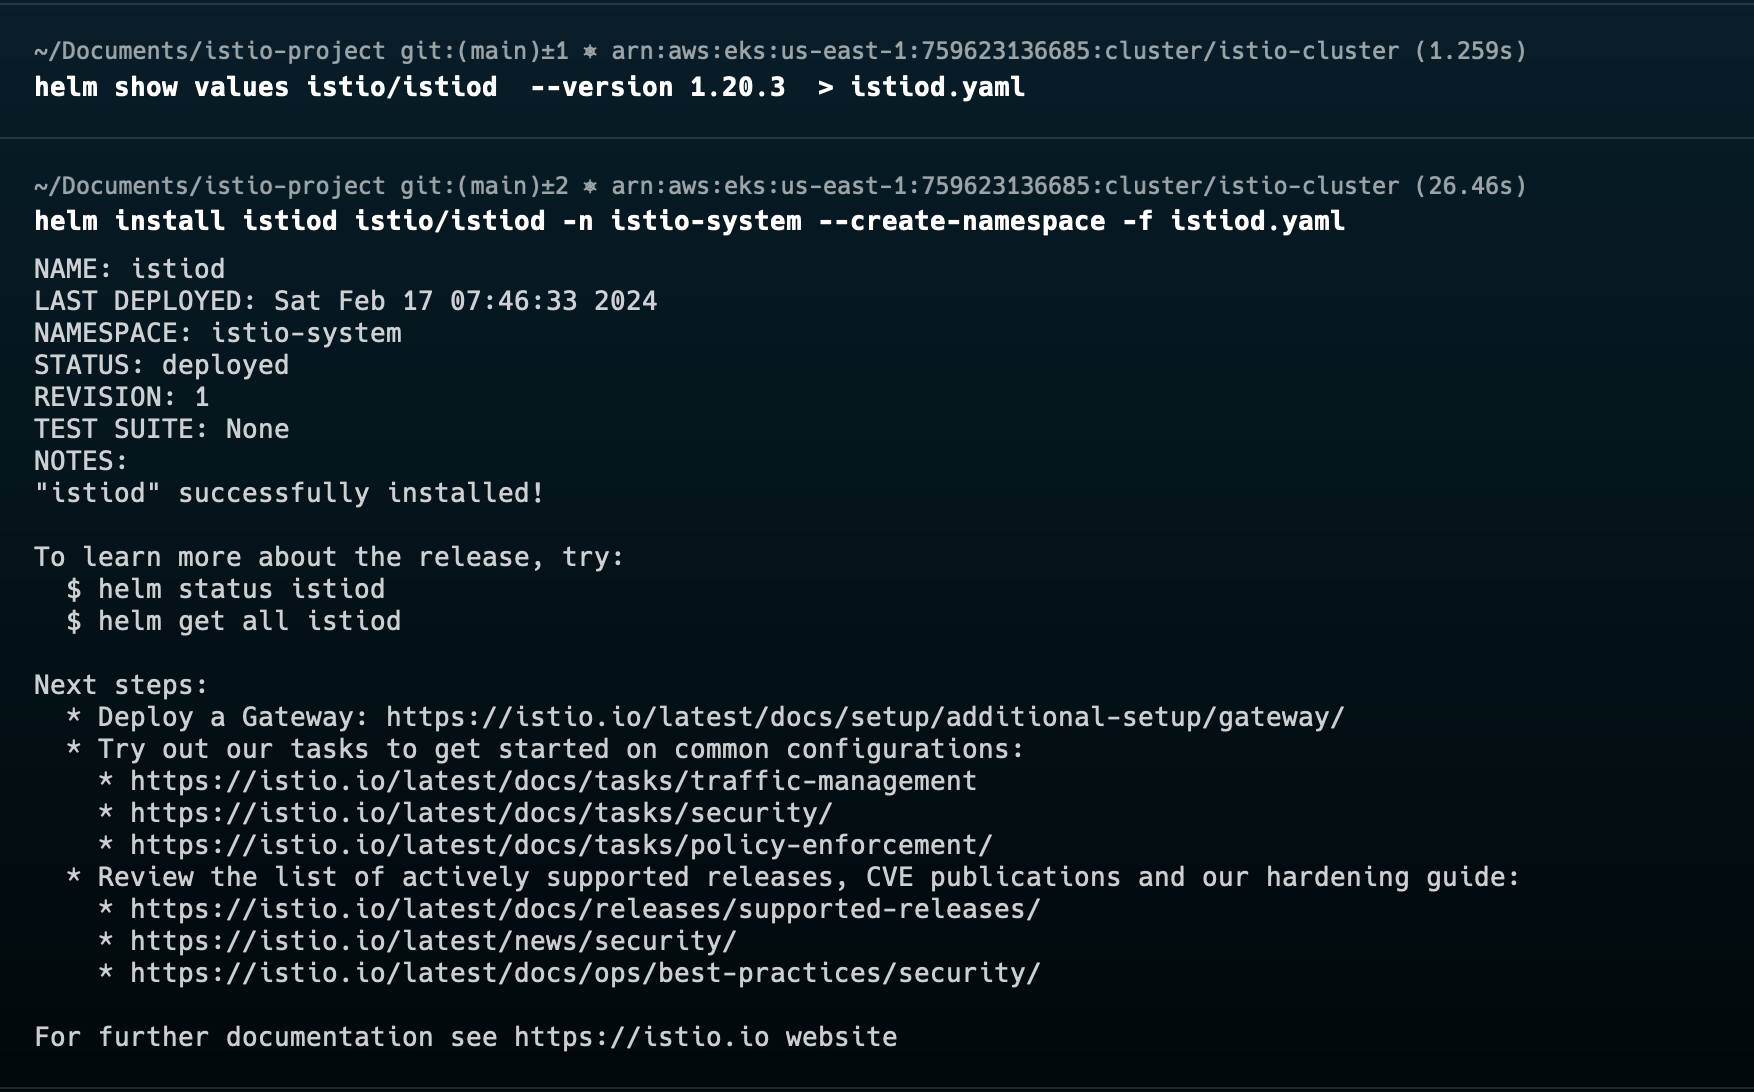 ~/Documents/istio-project git:(main)±1 ⎈ arn:aws:eks:us-east-1:759623136685:cluster/istio-cluster (1.259s)
helm show values istio/istiod  --version 1.20.3  > istiod.yaml
~/Documents/istio-project git:(main)±2 ⎈ arn:aws:eks:us-east-1:759623136685:cluster/istio-cluster (26.46s)
helm install istiod istio/istiod -n istio-system --create-namespace -f istiod.yaml
NAME: istiod
LAST DEPLOYED: Sat Feb 17 07:46:33 2024
NAMESPACE: istio-system
STATUS: deployed
REVISION: 1
TEST SUITE: None
NOTES:
"istiod" successfully installed!
To learn more about the release, try:
  $ helm status istiod
  $ helm get all istiod
Next steps:
  * Deploy a Gateway: https://istio.io/latest/docs/setup/additional-setup/gateway/
  * Try out our tasks to get started on common configurations:
    * https://istio.io/latest/docs/tasks/traffic-management
    * https://istio.io/latest/docs/tasks/security/
    * https://istio.io/latest/docs/tasks/policy-enforcement/
  * Review the list of actively supported releases, CVE publications and our hardening guide:
    * https://istio.io/latest/docs/releases/supported-releases/
    * https://istio.io/latest/news/security/
    * https://istio.io/latest/docs/ops/best-practices/security/
For further documentation see https://istio.io website